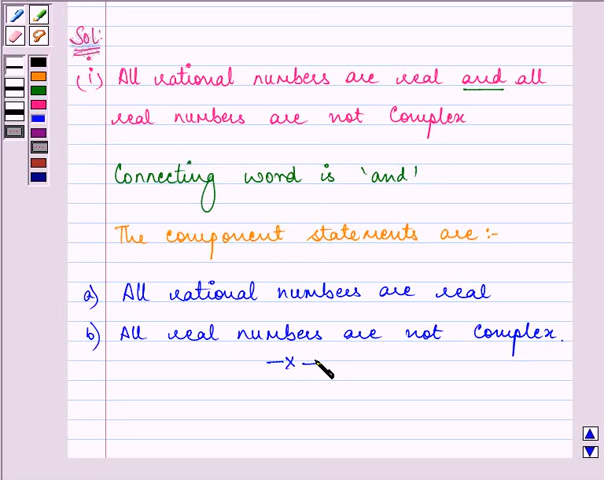 Sol:
(i) All rational numbers are real and all
real numbers are not Complex
Connecting word is 'and'
The component statements are :-
a) All rational numbers are real
b) All real numbers are not Complex.
—x—